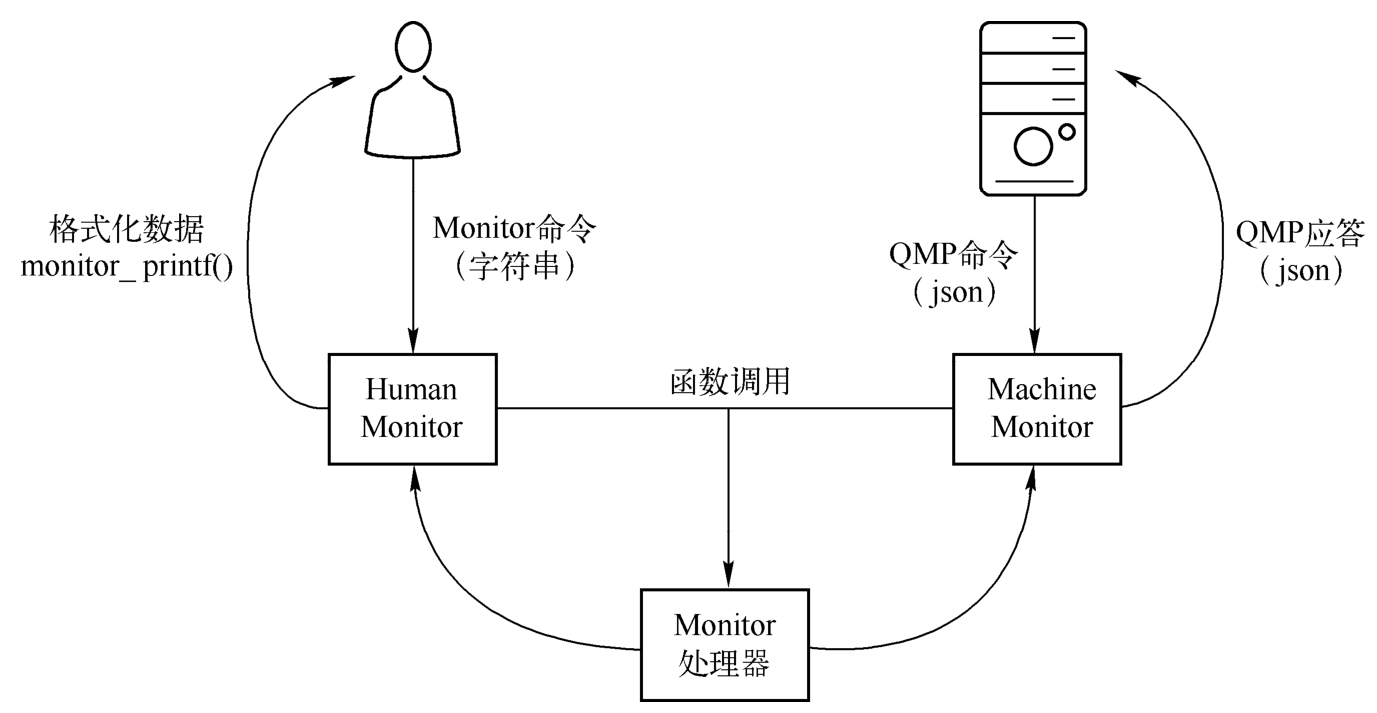 格式化数据
monitor_ printf()
Monitor命令
（字符串）
QMP命令
（json）
QMP应答
（json）
Human
Monitor
函数调用
Machine
Monitor
Monitor
处理器